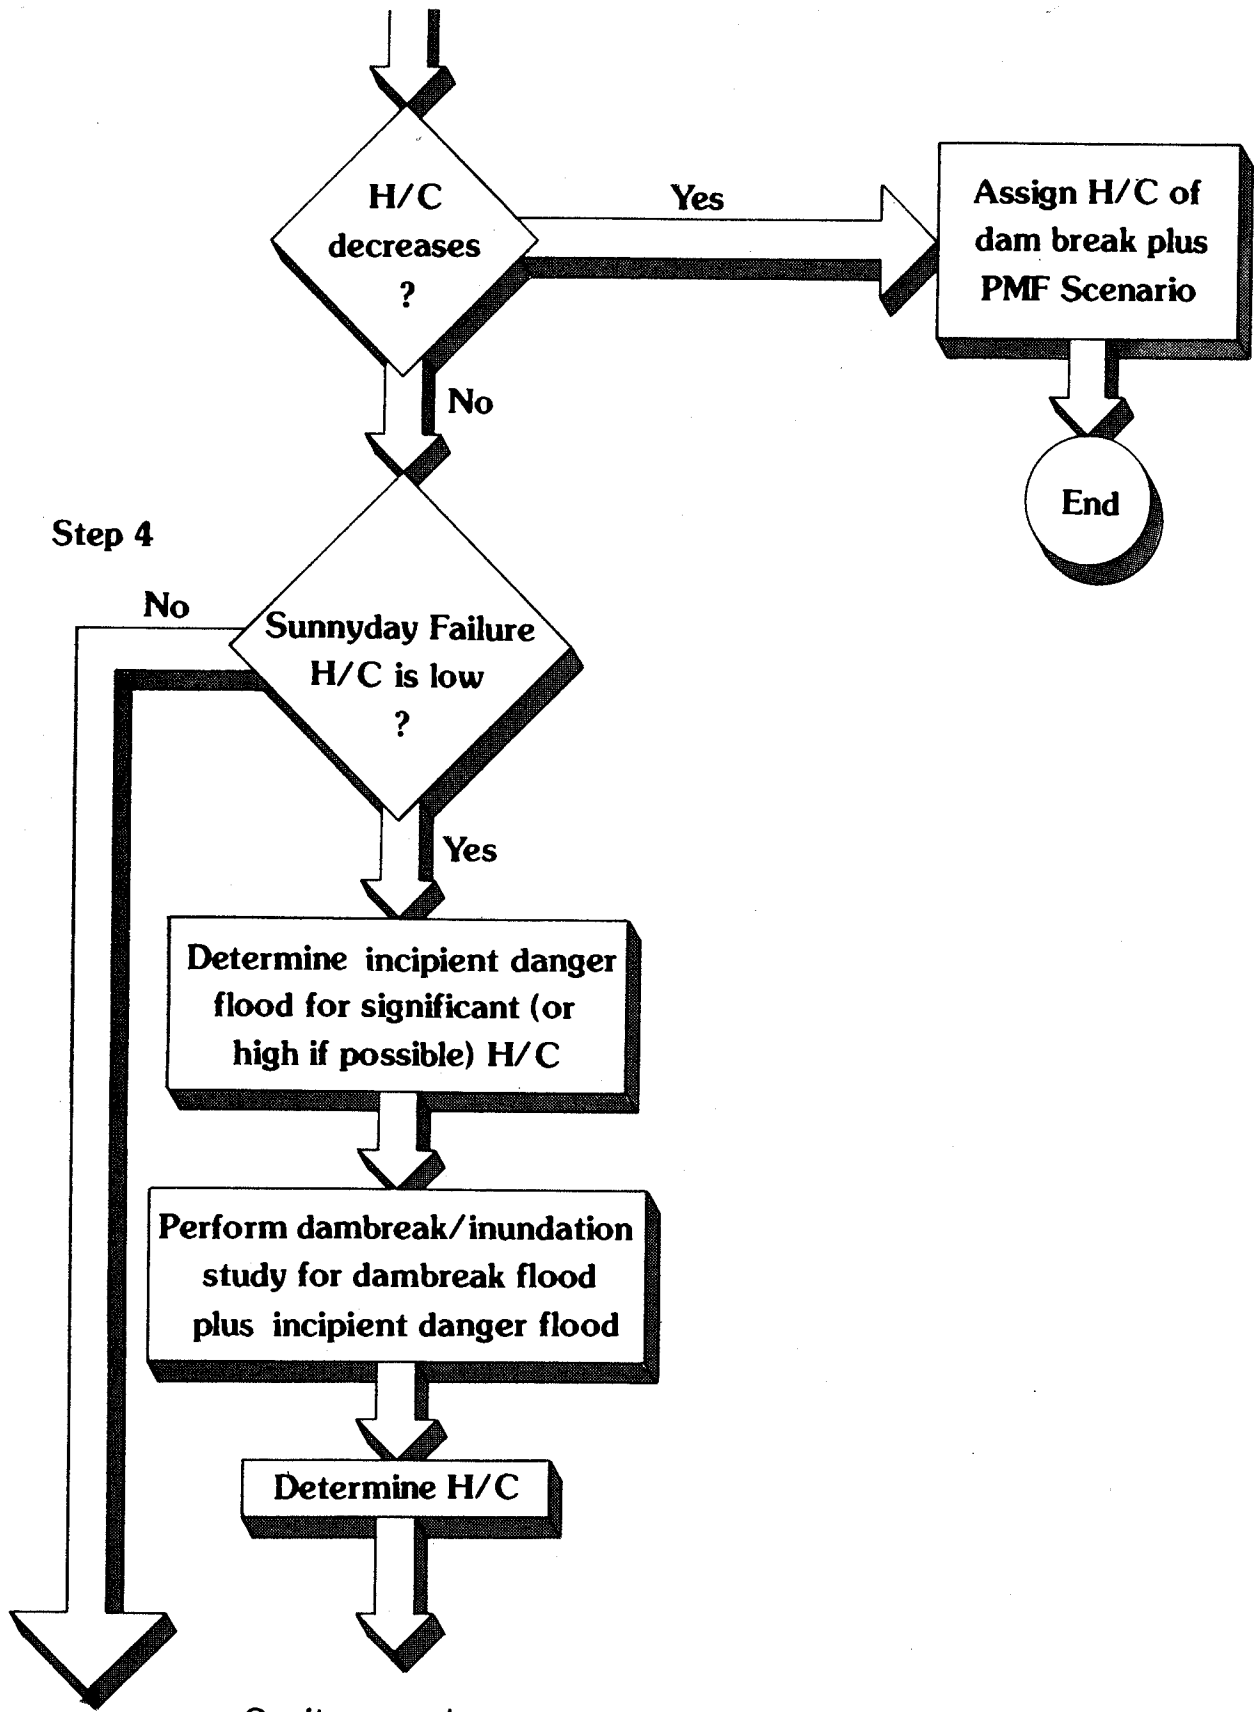 H/C
decreases
?
Yes
Assign H/C of
dam break plus
PMF Scenario
No
End
Step 4
No
Sunnyday Failure
H/C is low
?
Yes
Determine incipient danger
flood for significant (or
high if possible) H/C
Perform dambreak/inundation
study for dambreak flood
plus incipient danger flood
Determine H/C